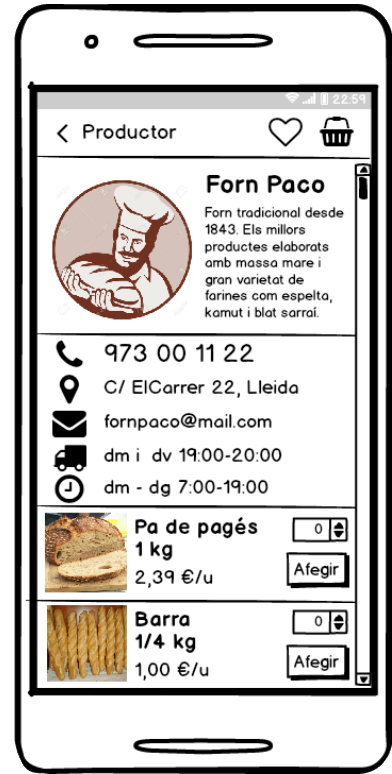 22:59
Productor
Forn Paco
Forn tradicional desde
1843. Els millors
productes elaborats
amb massa mare i
gran varietat de
farines com espelta,
kamut i blat sarraí.
973 00 11 22
C/ ElCarrer 22, Lleida
fornpaco@mail.com
dm i dv 19:00-20:00
dm - dg 7:00-19:00
Pa de pagés
1 kg
2,39 €/u
0
Afegir
Barra
1/4 kg
1,00 €/u
0
Afegir